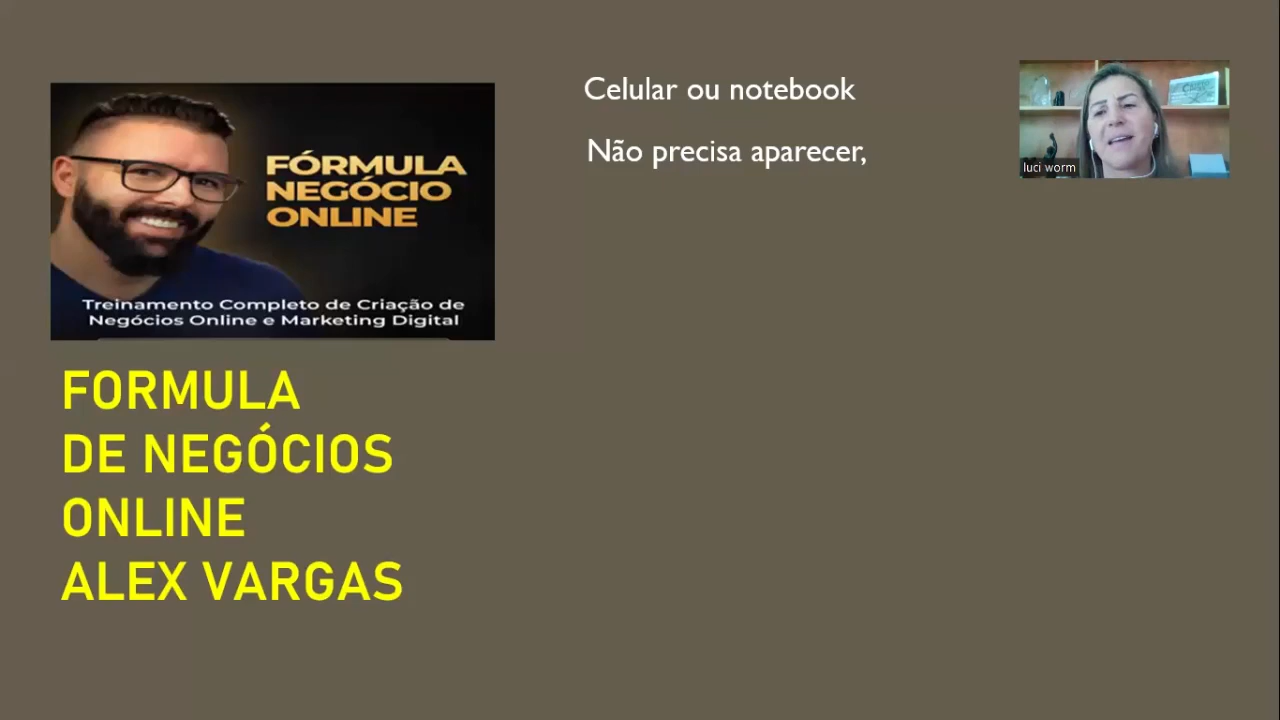 FÓRMULA
NEGÓCIO
ONLINE
Treinamento Completo de Criação de
Negócios Online e Marketing Digital
FORMULA
DE NEGÓCIOS
ONLINE
ALEX VARGAS
Celular ou notebook
Não precisa aparecer,
luci worm